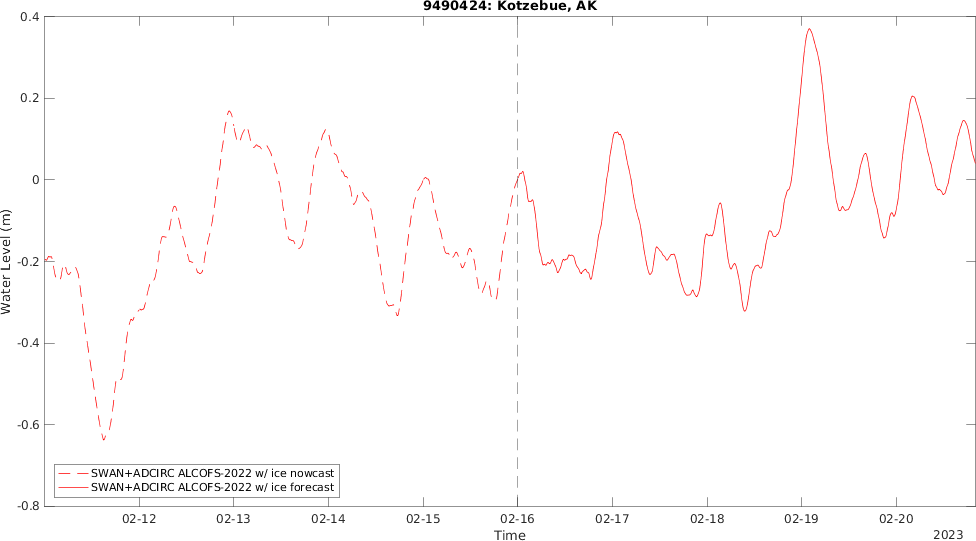 9490424: Kotzebue, AK
0.4
0.2
0
-0.2
-0.4
-0.6
-0.8
Water Level (m)
SWAN+ADCIRC ALCOFS-2022 w/ ice nowcast
SWAN+ADCIRC ALCOFS-2022 w/ ice forecast
02-12 02-13 02-14 02-15 02-16 02-17 02-18 02-19 02-20
Time
2023